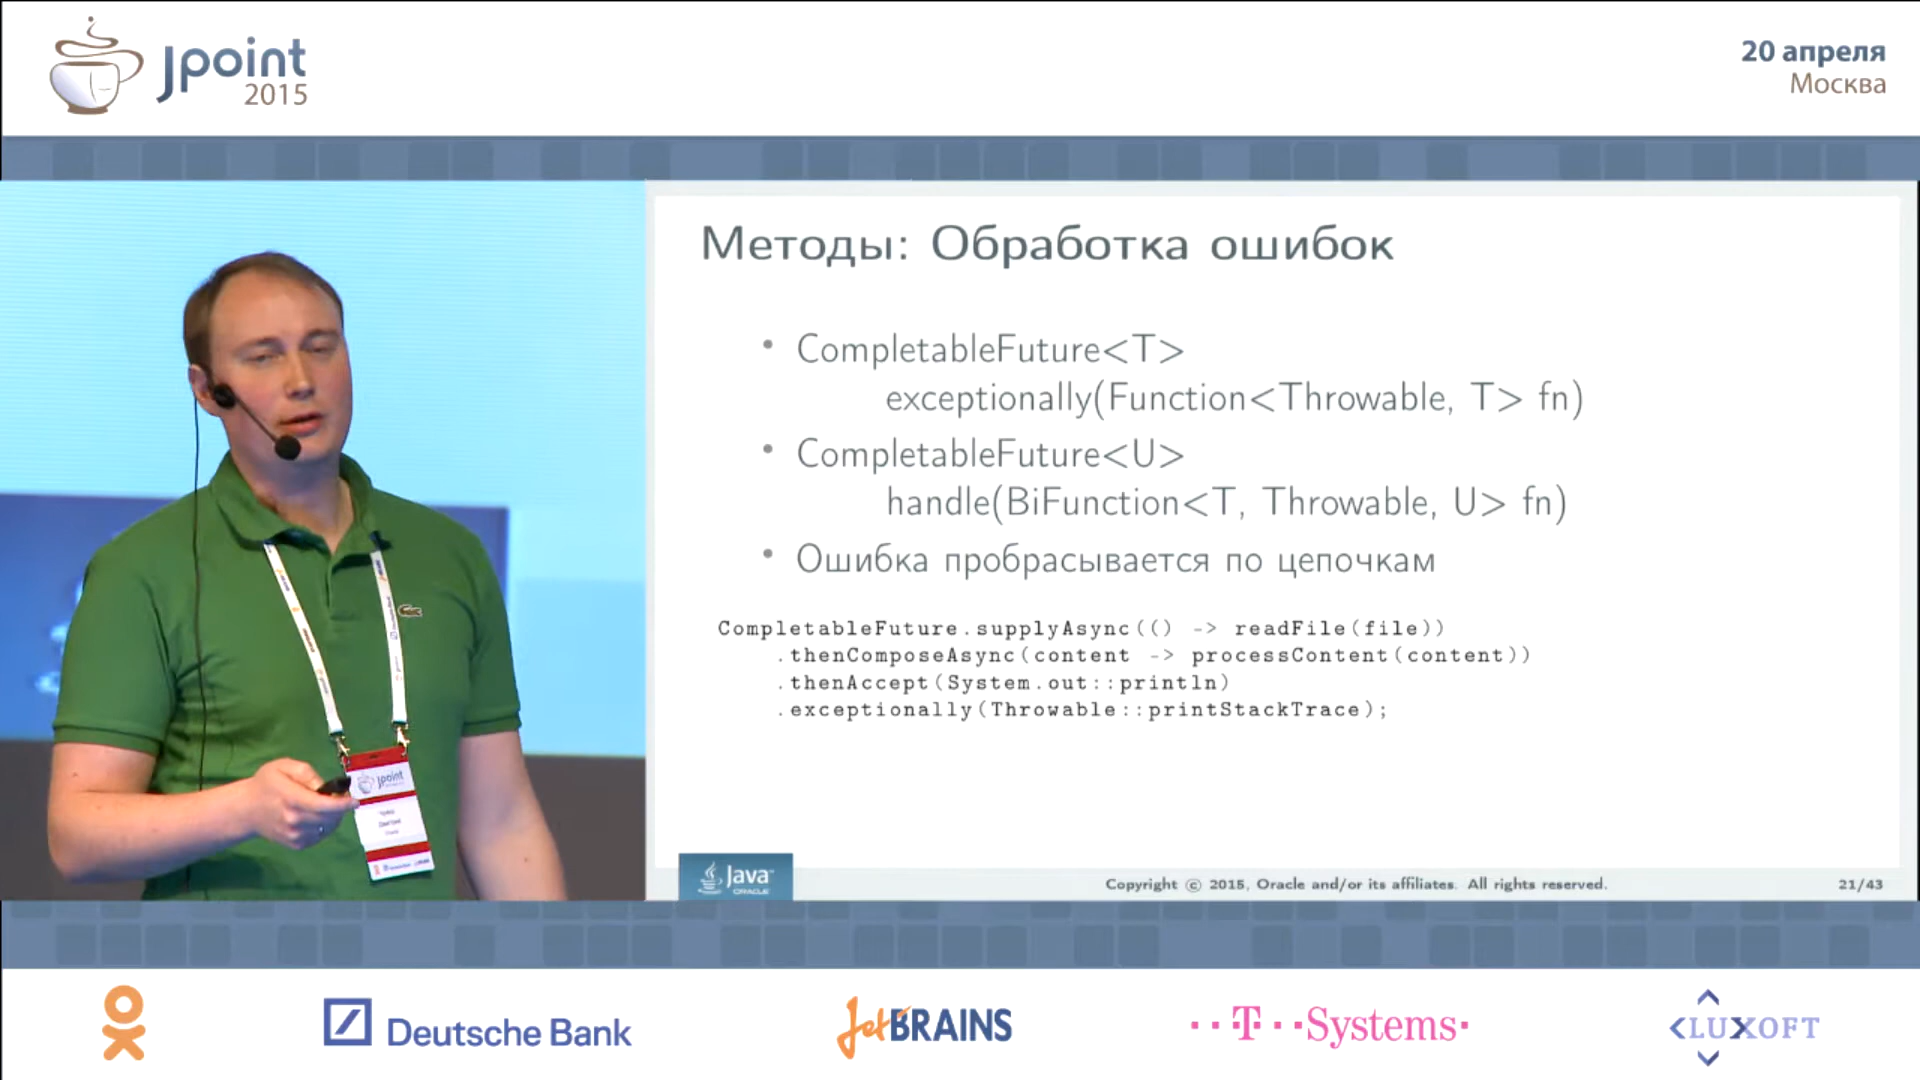 Jpoint
2015
20 апреля
Москва
Методы: Обработка ошибок
• CompletableFuture<T>
exceptionally(Function<Throwable, T> fn)
• CompletableFuture<U>
handle(BiFunction<T, Throwable, U> fn)
• Ошибка пробрасывается по цепочкам
CompletableFuture.supplyAsync(() -> readFile(file))
.thenComposeAsync(content -> processContent(content))
.thenAccept(System.out::println)
.exceptionally(Throwable::printStackTrace);
Jpoint
Java
ORACLE
Copyright © 2015, Oracle and/or its affiliates. All rights reserved.
21/43
Deutsche Bank
JetBRAINS
··T··Systems·
LUXOFT